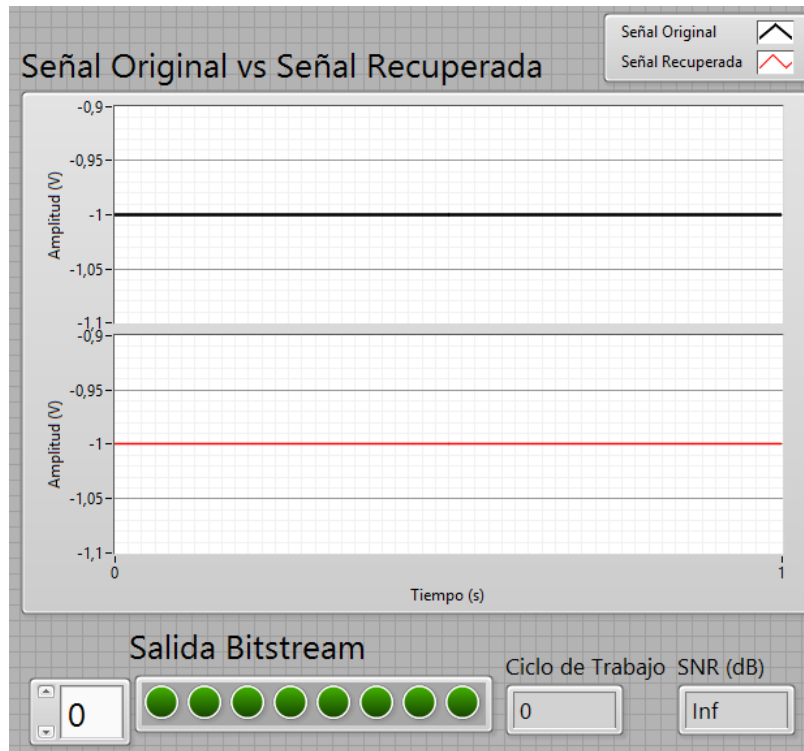 Señal Original
Señal Recuperada
Señal Original vs Señal Recuperada
-0,9
-0,95
-1
-1,05
-1,1
Amplitud (V)
-0,9
-0,95
-1
-1,05
-1,1
Amplitud (V)
0
1
Tiempo (s)
Salida Bitstream
Ciclo de Trabajo
SNR (dB)
0
0
Inf